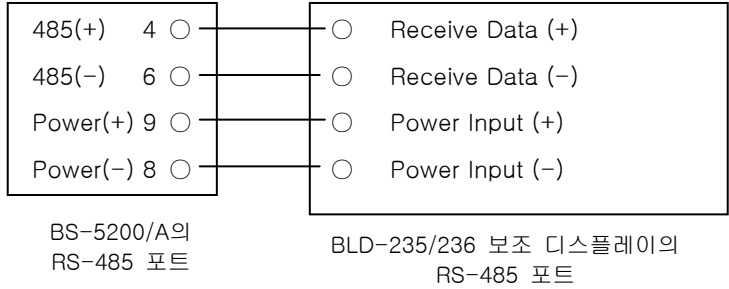 485(+) 4 Receive Data (+)
485(-) 6 Receive Data (-)
Power(+) 9 Power Input (+)
Power(-) 8 Power Input (-)
BS-5200/A의
RS-485 포트
BLD-235/236 보조 디스플레이의
RS-485 포트